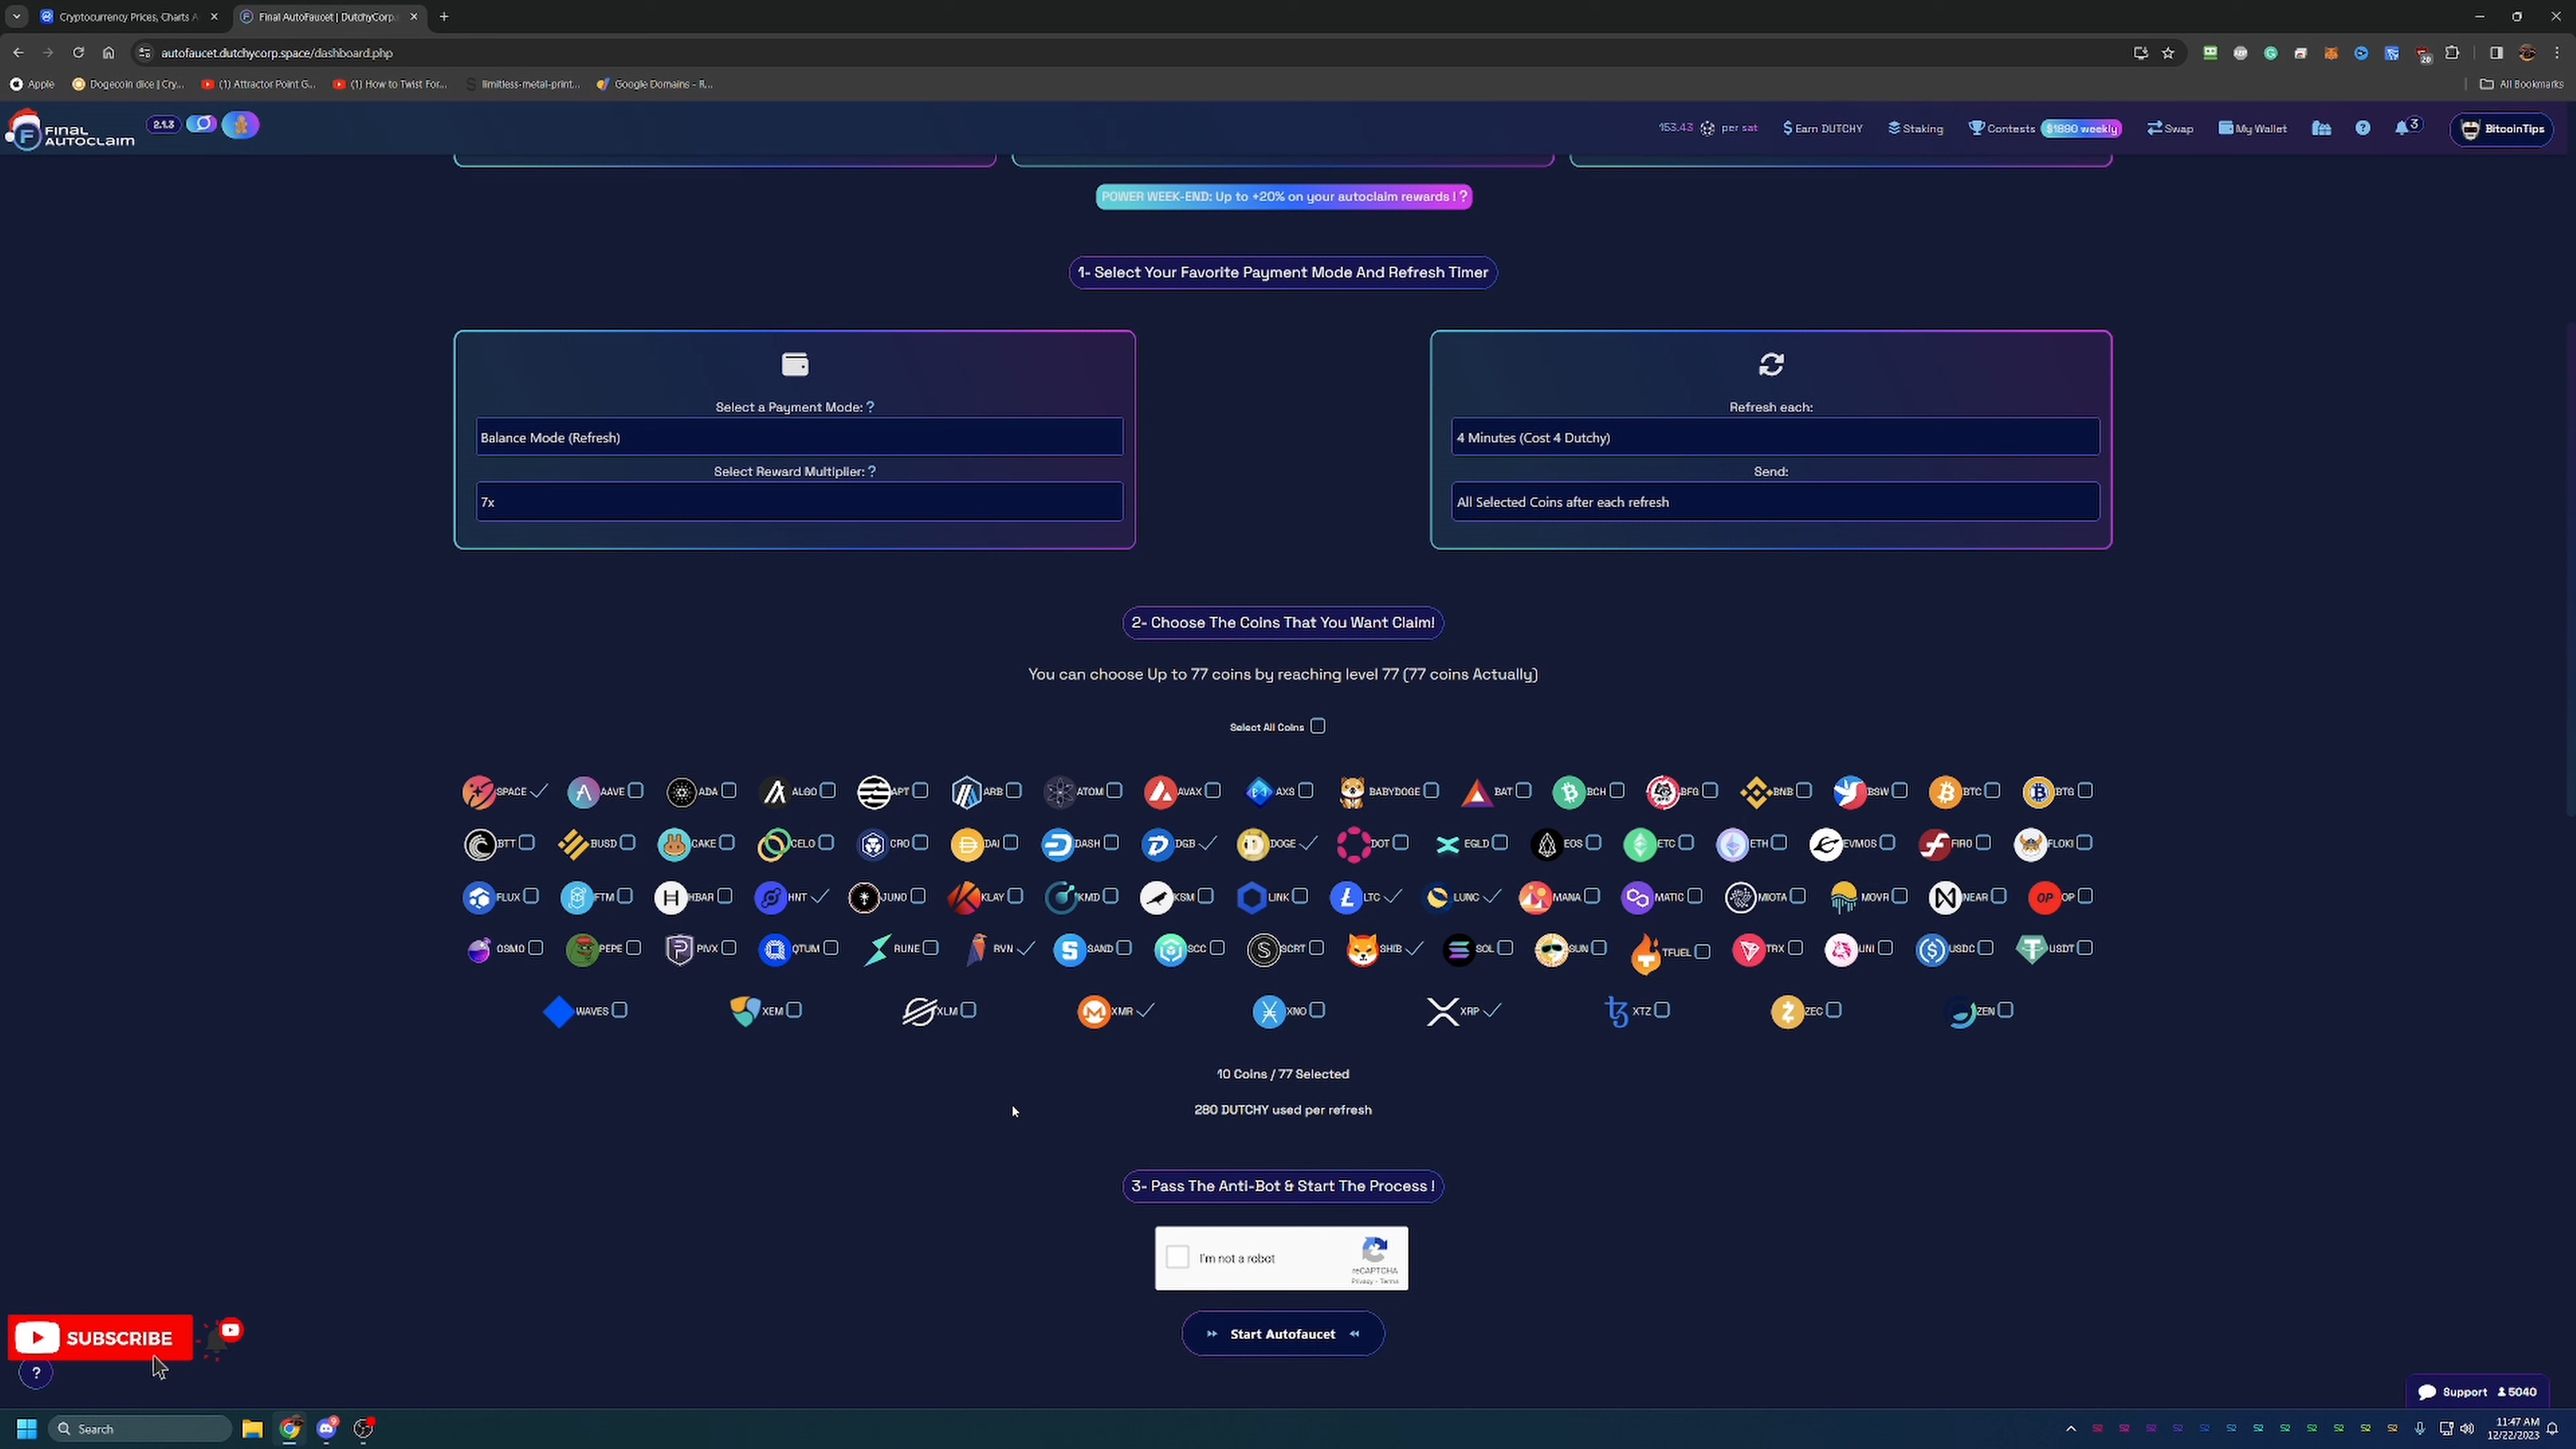 Cryptocurrency Prices, Charts A
Final AutoFaucet | DutchyCorp.
autofaucet.dutchycorp.space/dashboard.php
Apple
Dogecoin dice | Cry...
(1) Attractor Point G...
(1) How to Twist For...
limitless-metal-print...
Google Domains - R...
All Bookmarks
FINAL AUTOCLAIM
2.1.3
153.43 per sat
Earn DUTCHY
Staking
Contests $1890 weekly
Swap
My Wallet
3
BitcoinTips
POWER WEEK-END: Up to +20% on your autoclaim rewards ! ?
1- Select Your Favorite Payment Mode And Refresh Timer
Select a Payment Mode: ?
Balance Mode (Refresh)
Select Reward Multiplier: ?
7x
Refresh each:
4 Minutes (Cost 4 Dutchy)
Send:
All Selected Coins after each refresh
2- Choose The Coins That You Want Claim!
You can choose Up to 77 coins by reaching level 77 (77 coins Actually)
Select All Coins
SPACE AAVE ADA ALGO APT ARB ATOM AVAX AXS BABYDOGE BAT BCH BFG BNB BSW BTC BTG
BTT BUSD CAKE CELO CRO DAI DASH DGB DOGE DOT EGLD EOS ETC ETH EVMOS FIRO FLOKI
FLUX FTM HBAR HNT JUNO KLAY KMD KSM LINK LTC LUNC MANA MATIC MIOTA MOVR NEAR OP
OSMO PEPE PIVX QTUM RUNE RVN SAND SCC SCRT SHIB SOL SUN TFUEL TRX UNI USDC USDT
WAVES XEM XLM XMR XNO XRP XTZ ZEC ZEN
10 Coins / 77 Selected
280 DUTCHY used per refresh
3- Pass The Anti-Bot & Start The Process !
I'm not a robot
reCAPTCHA
Privacy - Terms
Start Autofaucet
SUBSCRIBE
?
Support 5040
Search
11:47 AM
12/22/2023